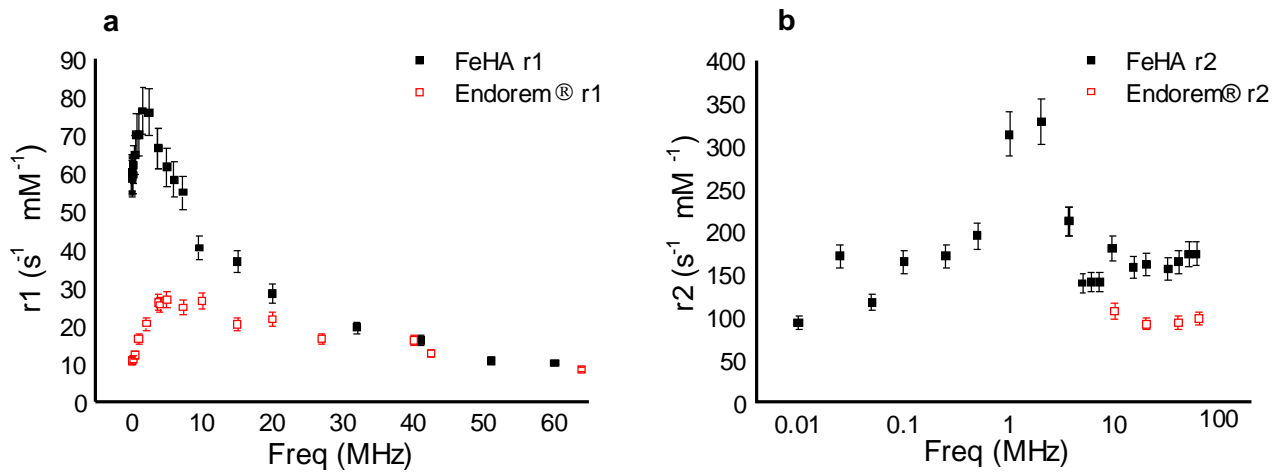 a
FeHA r1
Endorem® r1
90
80
70
60
50
40
30
20
10
0
r1 (s⁻¹ mM⁻¹)
0 10 20 30 40 50 60
Freq (MHz)
b
FeHA r2
Endorem® r2
400
350
300
250
200
150
100
50
0
r2 (s⁻¹ mM⁻¹)
0.01 0.1 1 10 100
Freq (MHz)